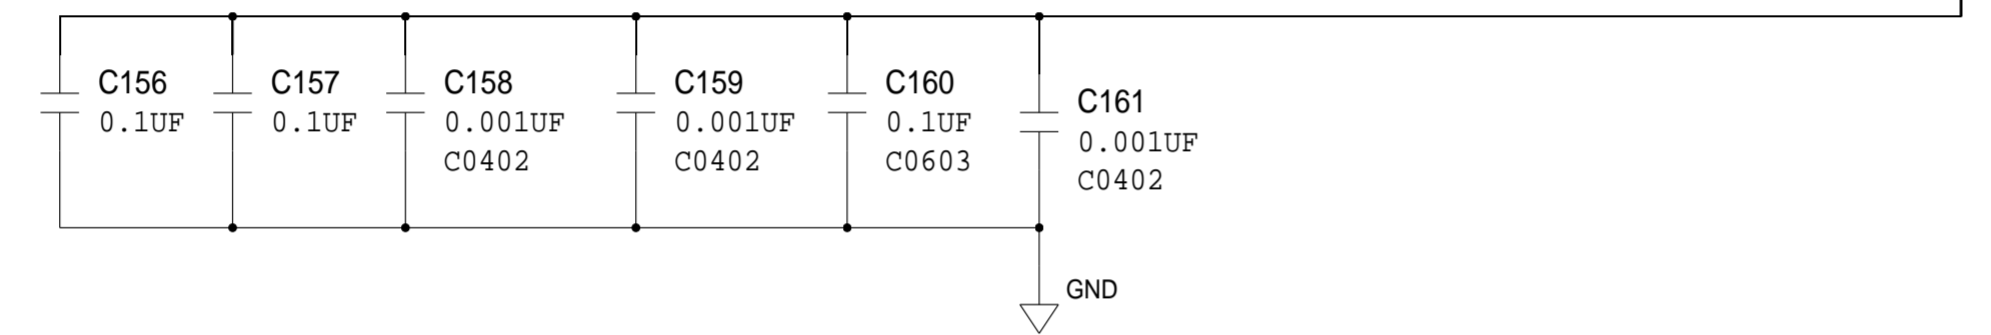 C156
0.1UF
C157
0.1UF
C158
0.001UF
C0402
C159
0.001UF
C0402
C160
0.1UF
C0603
C161
0.001UF
C0402
GND